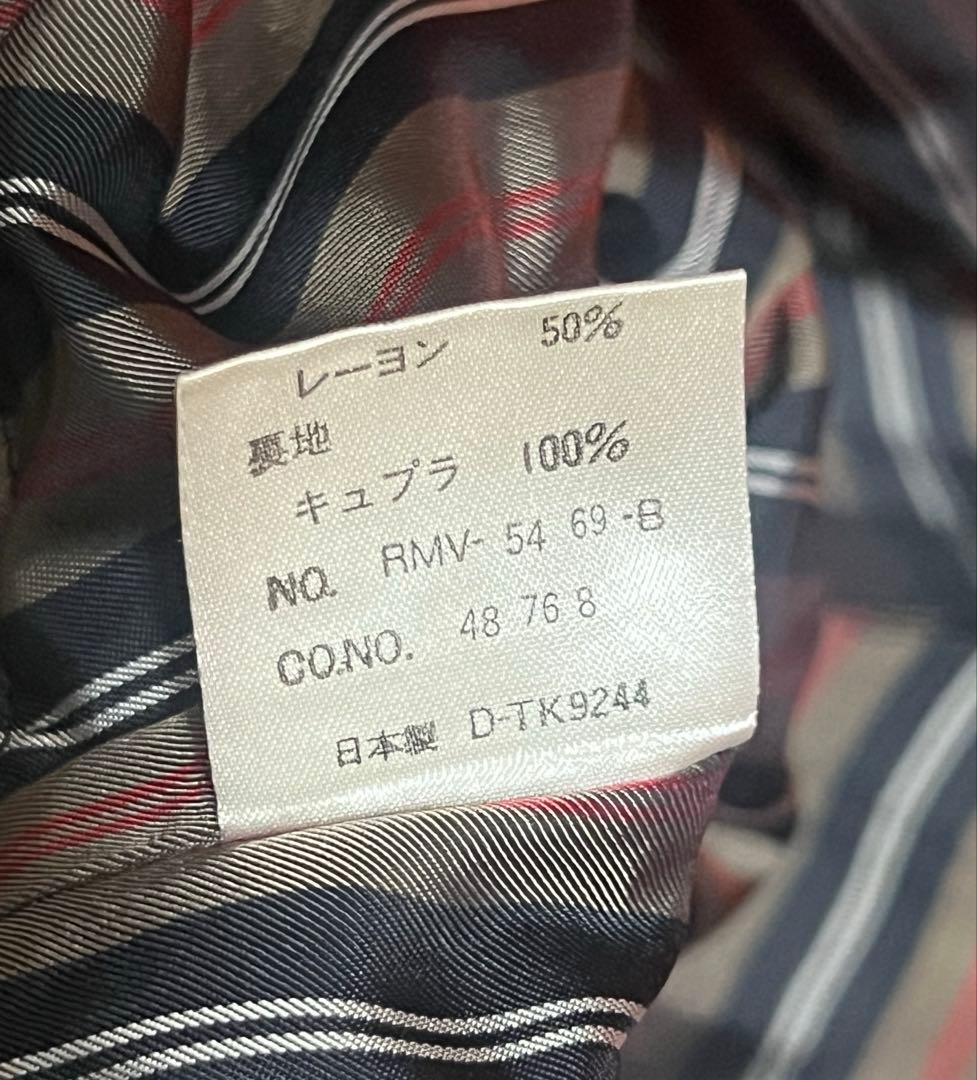 レーヨン 50%
裏地
キュプラ 100%
NO. RMV- 54 69 -B
CO.NO. 48 76 8
日本製 D-TK9244